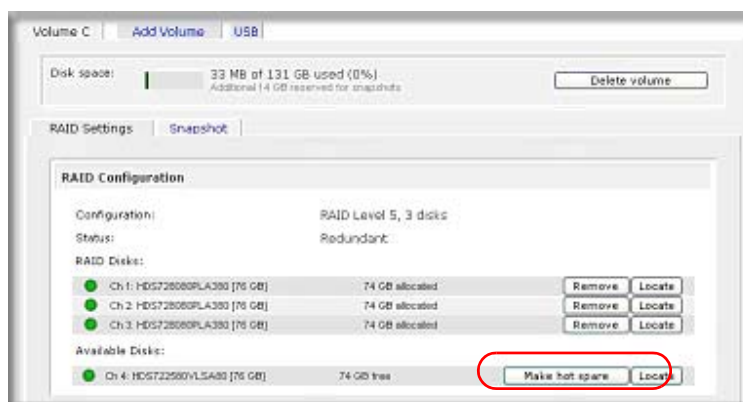 Volume C Add Volume USB
Disk space: 33 MB of 131 GB used (0%) Delete volume
Additional 14 GB reserved for snapshots
RAID Settings Snapshot
RAID Configuration
Configuration: RAID Level 5, 3 disks
Status: Redundant
RAID Disks:
Ch 1: HDS728080PLA380 [76 GB] 74 GB allocated Remove Locate
Ch 2: HDS728080PLA380 [76 GB] 74 GB allocated Remove Locate
Ch 3: HDS728080PLA380 [76 GB] 74 GB allocated Remove Locate
Available Disks:
Ch 4: HDS722580VLSA80 [76 GB] 74 GB free Make hot spare Locate